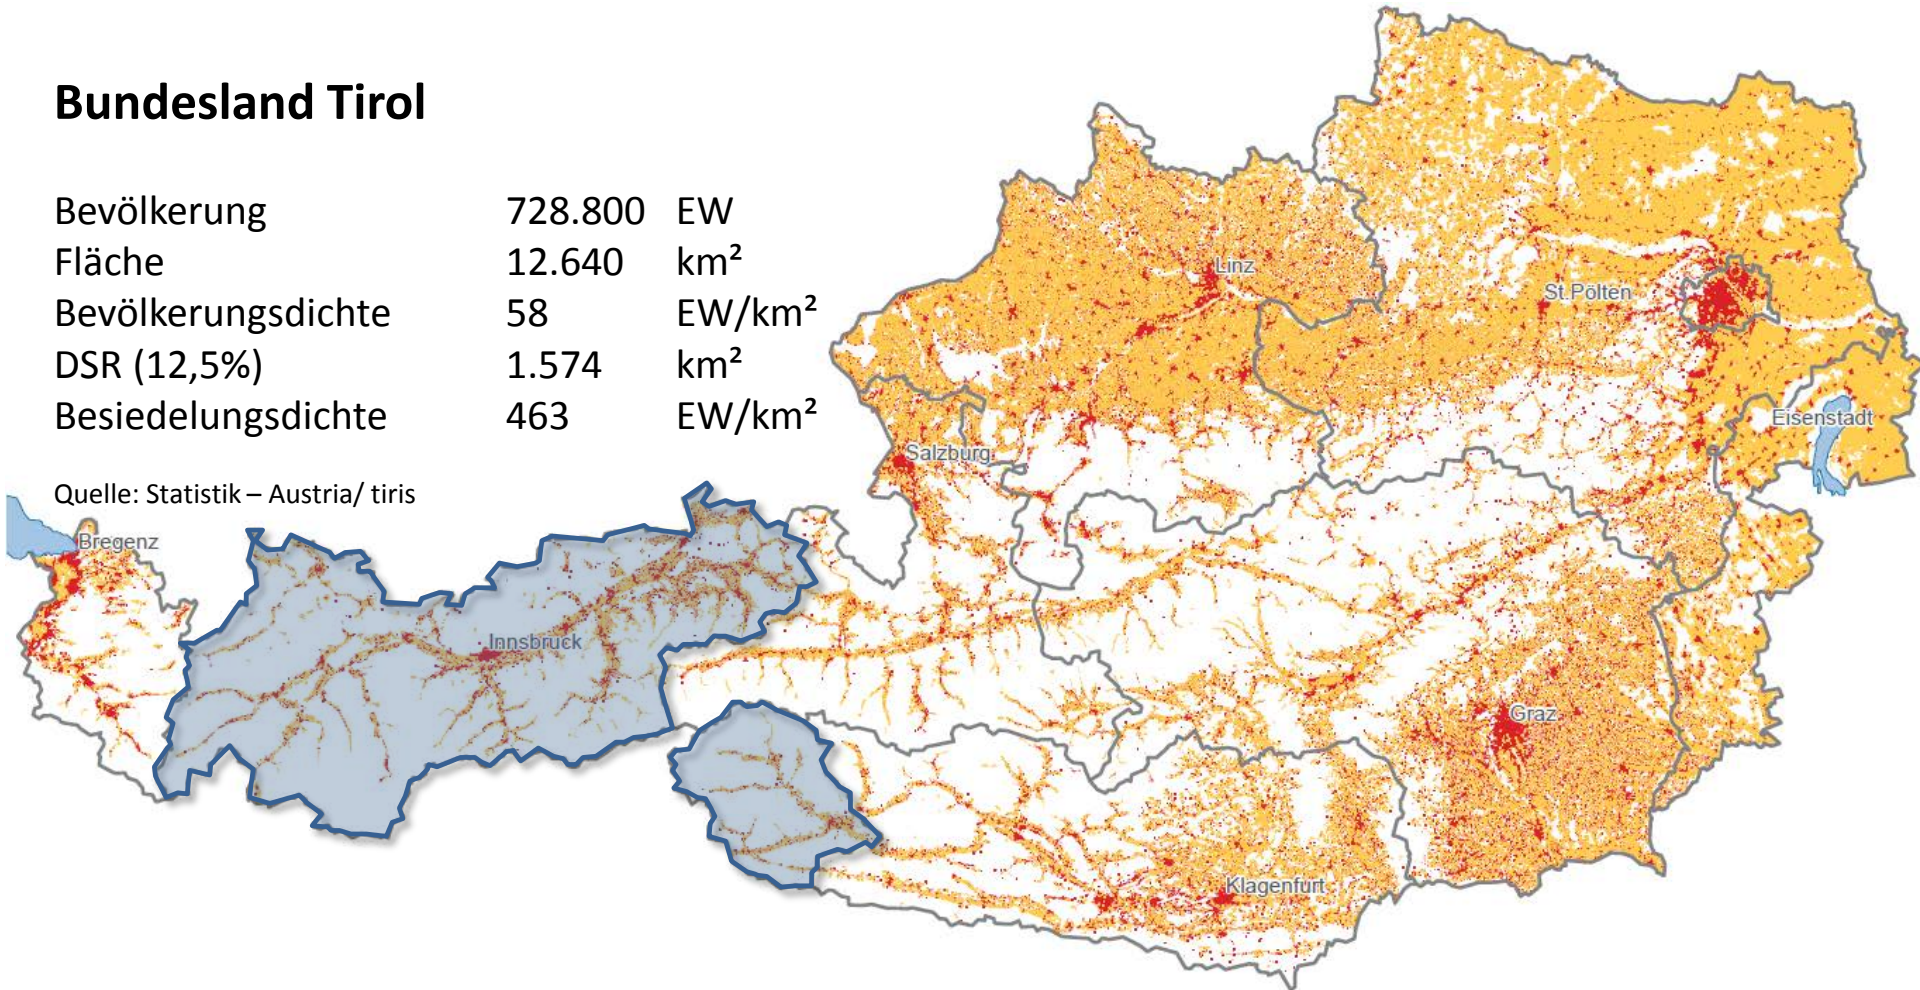 Bundesland Tirol
Bevölkerung 728.800 EW
Fläche 12.640 km²
Bevölkerungsdichte 58 EW/km²
DSR (12,5%) 1.574 km²
Besiedelungsdichte 463 EW/km²
Quelle: Statistik – Austria/ tiris
Linz
St.Pölten
Eisenstadt
Salzburg
Bregenz
Innsbruck
Graz
Klagenfurt